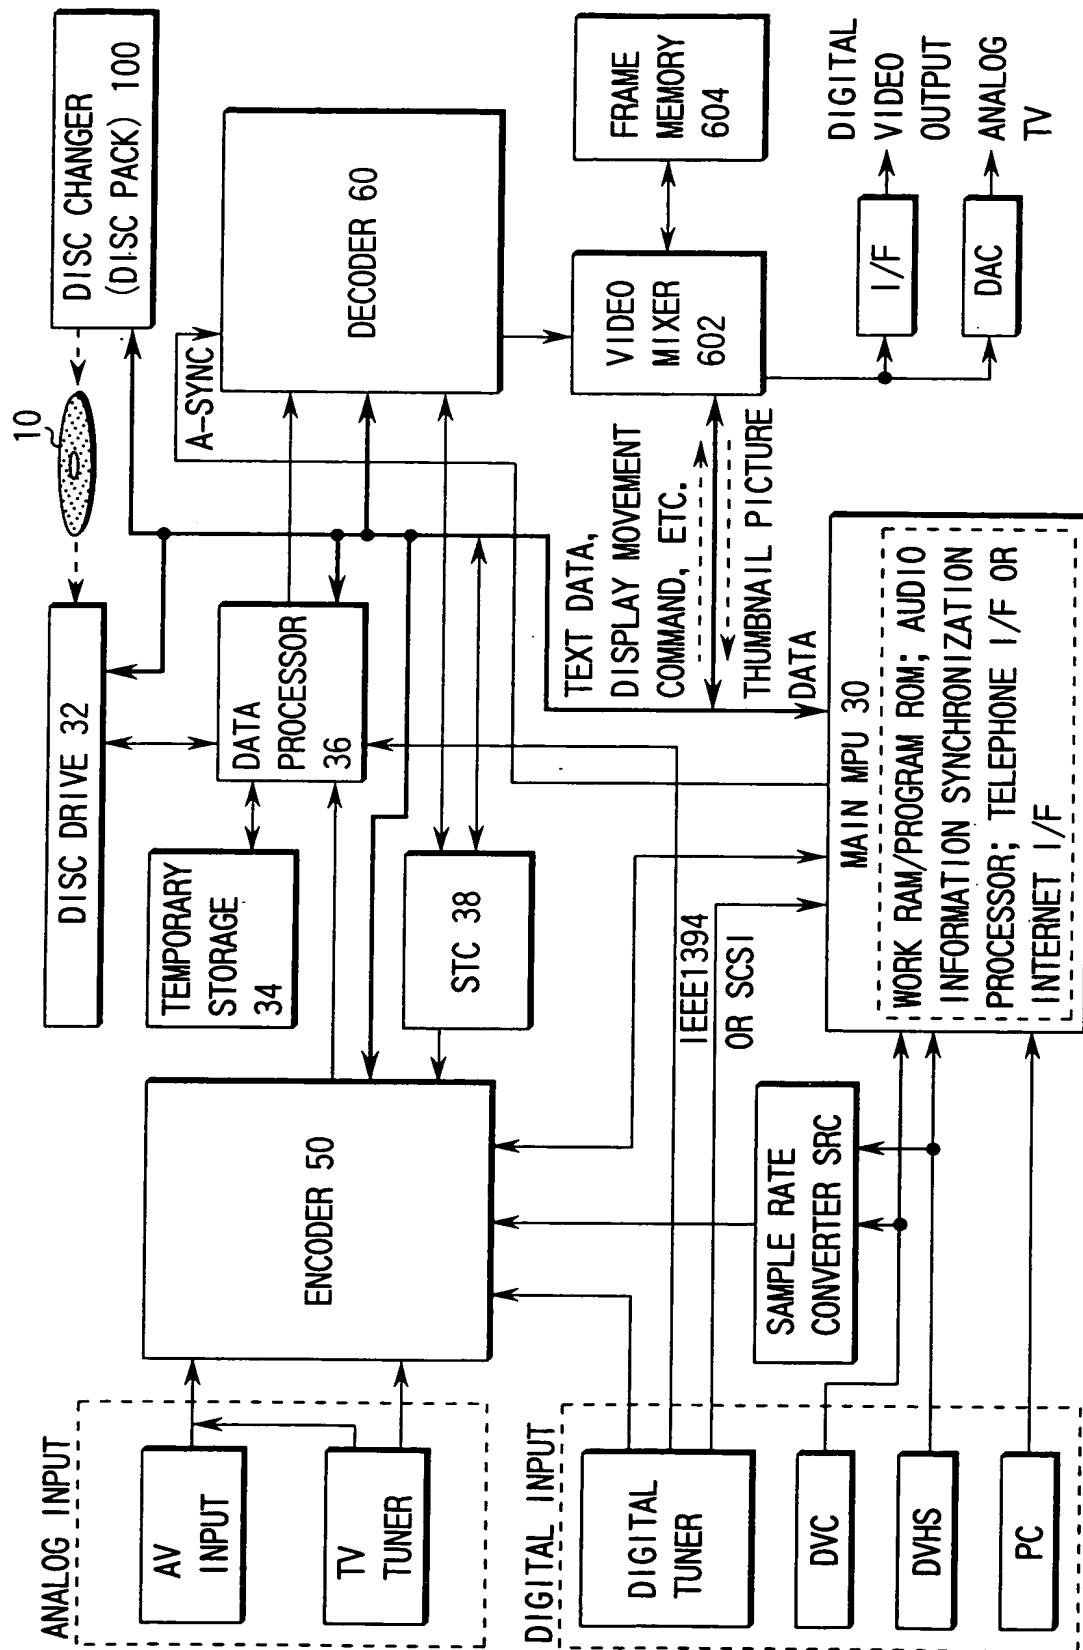 10
DISC CHANGER
(DISC PACK) 100
DISC DRIVE 32
TEMPORARY
STORAGE
34
DATA
PROCESSOR
36
A-SYNC
DECODER 60
FRAME
MEMORY
604
ANALOG INPUT
AV
INPUT
TV
TUNER
ENCODER 50
STC 38
VIDEO
MIXER
602
TEXT DATA,
DISPLAY MOVEMENT
COMMAND, ETC.
THUMBNAIL PICTURE
DATA
I/F
DAC
DIGITAL
VIDEO
OUTPUT
ANALOG
TV
DIGITAL INPUT
DIGITAL
TUNER
DVC
DVHS
PC
IEEE1394
OR SCSI
SAMPLE RATE
CONVERTER SRC
MAIN MPU 30
WORK RAM/PROGRAM ROM; AUDIO
INFORMATION SYNCHRONIZATION
PROCESSOR; TELEPHONE I/F OR
INTERNET I/F